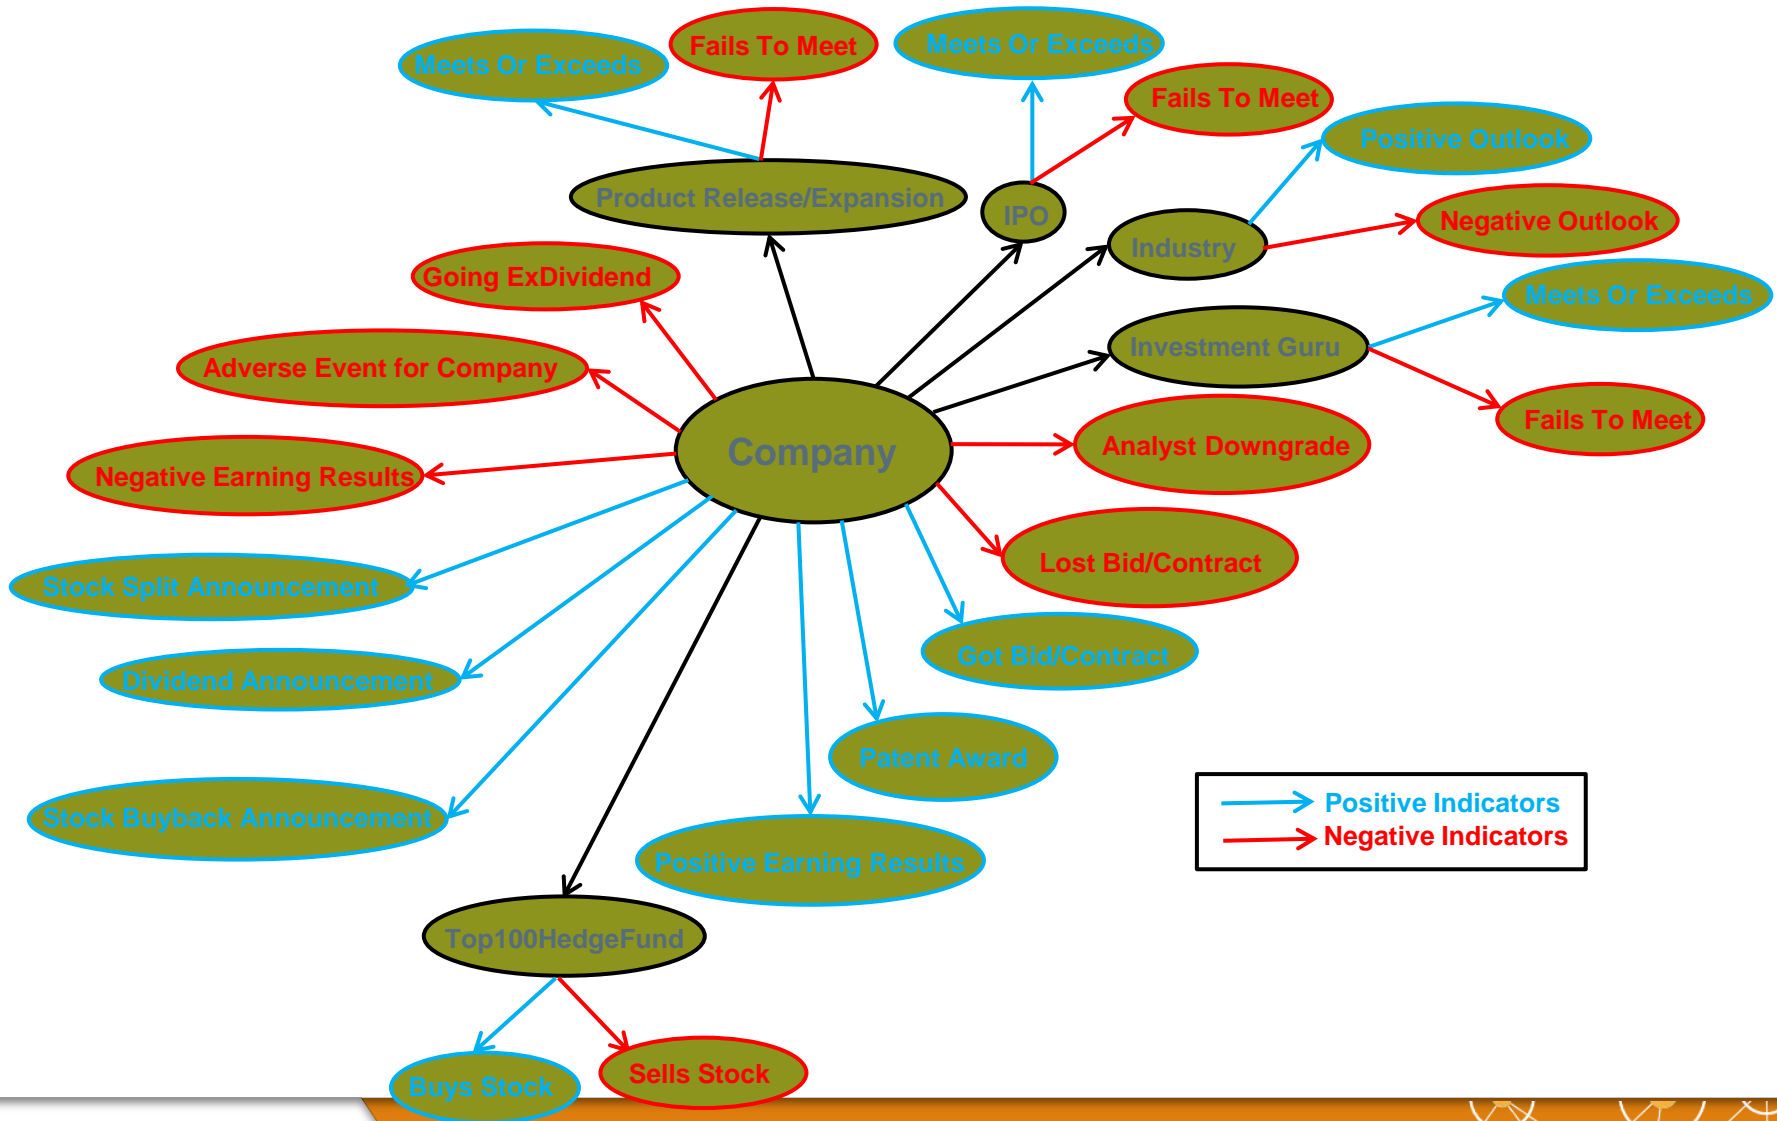 Meets Or Exceeds
Fails To Meet
Meets Or Exceeds
Fails To Meet
Positive Outlook
Product Release/Expansion
IPO
Industry
Negative Outlook
Going ExDividend
Meets Or Exceeds
Investment Guru
Adverse Event for Company
Fails To Meet
Company
Analyst Downgrade
Negative Earning Results
Lost Bid/Contract
Stock Split Announcement
Got Bid/Contract
Dividend Announcement
Patent Award
Positive Indicators
Negative Indicators
Stock Buyback Announcement
Positive Earning Results
Top100HedgeFund
Sells Stock
Buys Stock